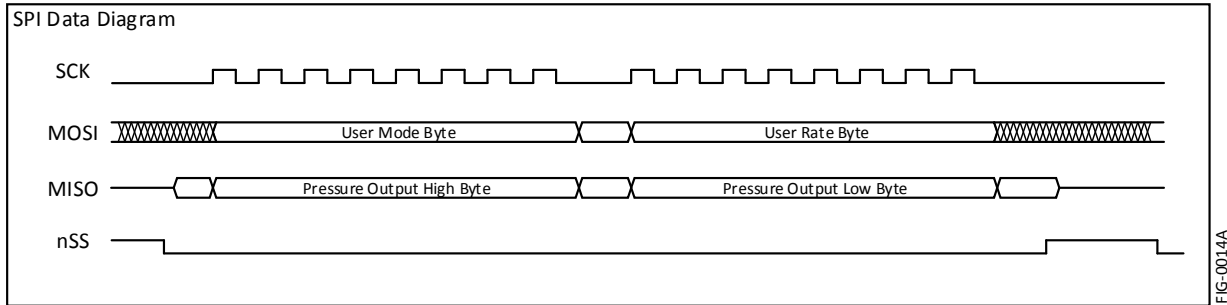 SPI Data Diagram
SCK
MOSI User Mode Byte User Rate Byte
MISO Pressure Output High Byte Pressure Output Low Byte
nSS
FIG-0014A